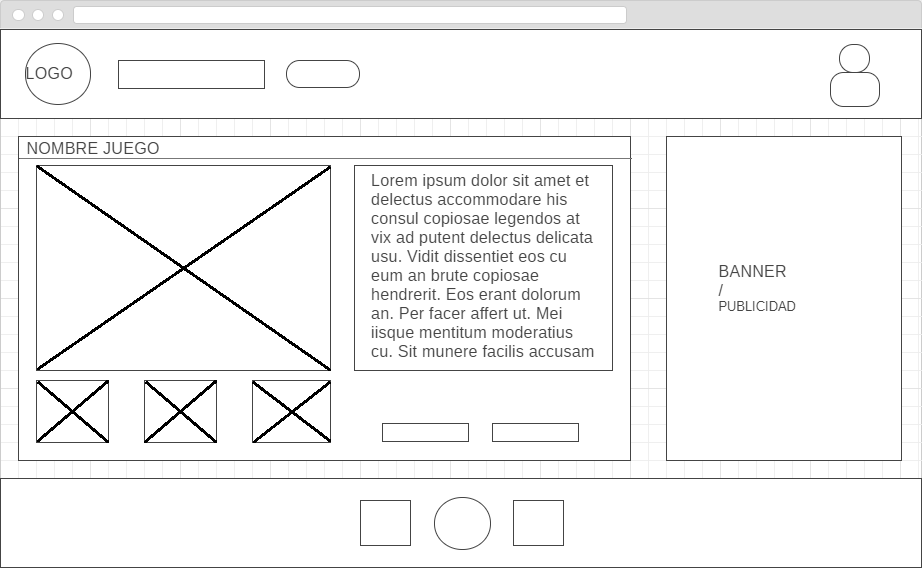 LOGO
NOMBRE JUEGO
Lorem ipsum dolor sit amet et
delectus accommodare his
consul copiosae legendos at
vix ad putent delectus delicata
usu. Vidit dissentiet eos cu
eum an brute copiosae
hendrerit. Eos erant dolorum
an. Per facer affert ut. Mei
iisque mentitum moderatius
cu. Sit munere facilis accusam
BANNER
/
PUBLICIDAD